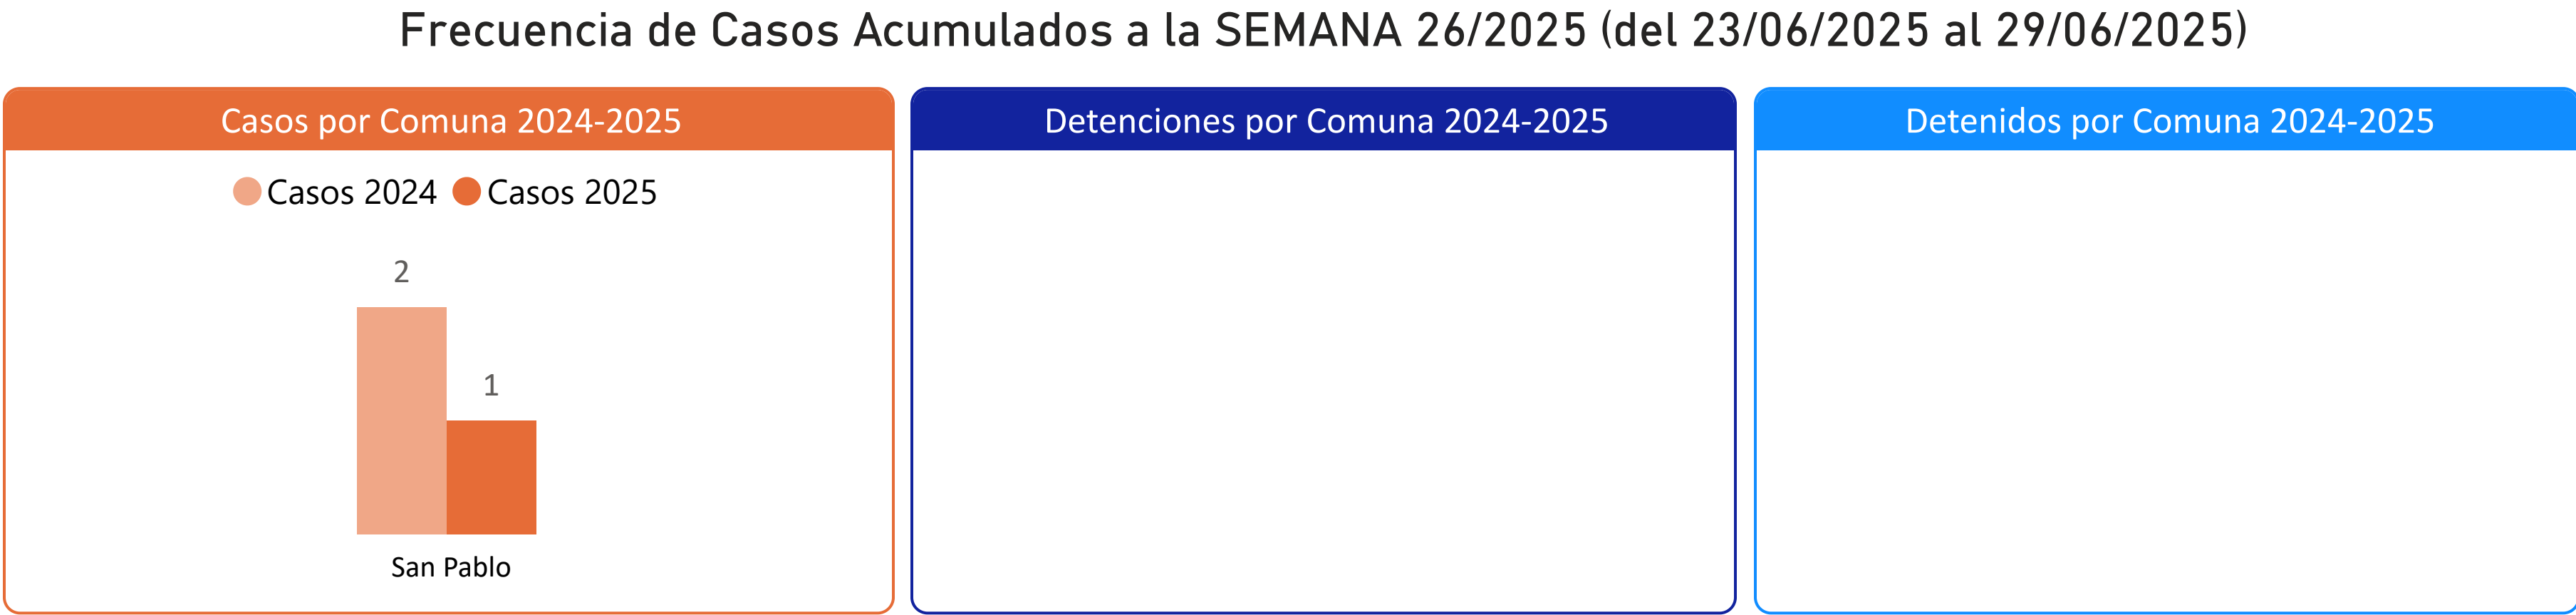 Frecuencia de Casos Acumulados a la SEMANA 26/2025 (del 23/06/2025 al 29/06/2025)
Casos por Comuna 2024-2025
Casos 2024 Casos 2025
2
1
San Pablo
Detenciones por Comuna 2024-2025
Detenidos por Comuna 2024-2025